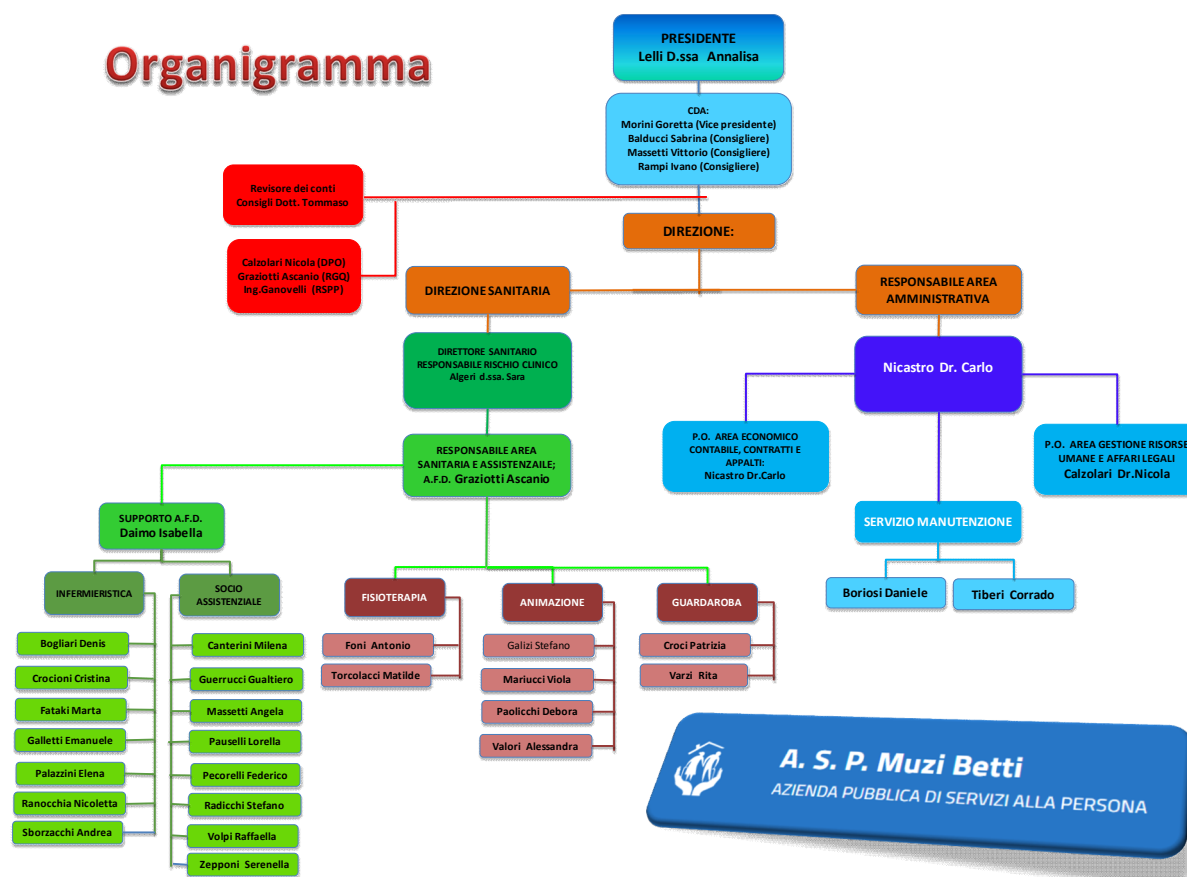 Organigramma
PRESIDENTE
Lelli D.ssa Annalisa
CDA:
Morini Goretta (Vice presidente)
Balducci Sabrina (Consigliere)
Massetti Vittorio (Consigliere)
Rampi Ivano (Consigliere)
Revisore dei conti
Consigli Dott. Tommaso
Calzolari Nicola (DPO)
Graziotti Ascanio (RGQ)
Ing.Ganovelli (RSPP)
DIREZIONE:
DIREZIONE SANITARIA
RESPONSABILE AREA
AMMINISTRATIVA
DIRETTORE SANITARIO
RESPONSABILE RISCHIO CLINICO
Algeri d.ssa. Sara
Nicastro Dr. Carlo
RESPONSABILE AREA
SANITARIA E ASSISTENZAILE;
A.F.D. Graziotti Ascanio
P.O. AREA ECONOMICO
CONTABILE, CONTRATTI E
APPALTI:
Nicastro Dr.Carlo
P.O. AREA GESTIONE RISORSE
UMANE E AFFARI LEGALI
Calzolari Dr.Nicola
SUPPORTO A.F.D.
Daimo Isabella
SERVIZIO MANUTENZIONE
Boriosi Daniele
Tiberi Corrado
INFERMIERISTICA
Bogliari Denis
Crocioni Cristina
Fataki Marta
Galletti Emanuele
Palazzini Elena
Ranocchia Nicoletta
Sborzacchi Andrea
SOCIO
ASSISTENZIALE
Canterini Milena
Guerrucci Gualtiero
Massetti Angela
Pauselli Lorella
Pecorelli Federico
Radicchi Stefano
Volpi Raffaella
Zepponi Serenella
FISIOTERAPIA
Foni Antonio
Torcolacci Matilde
ANIMAZIONE
Galizi Stefano
Mariucci Viola
Paolicchi Debora
Valori Alessandra
GUARDAROBA
Croci Patrizia
Varzi Rita
A. S. P. Muzi Betti
AZIENDA PUBBLICA DI SERVIZI ALLA PERSONA